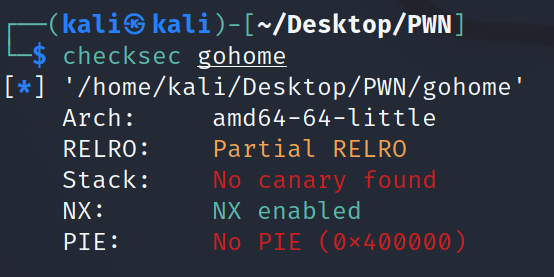 ┌──(kali㉿kali)-[~/Desktop/PWN]
└─$ checksec gohome
[*] '/home/kali/Desktop/PWN/gohome'
Arch: amd64-64-little
RELRO: Partial RELRO
Stack: No canary found
NX: NX enabled
PIE: No PIE (0x400000)